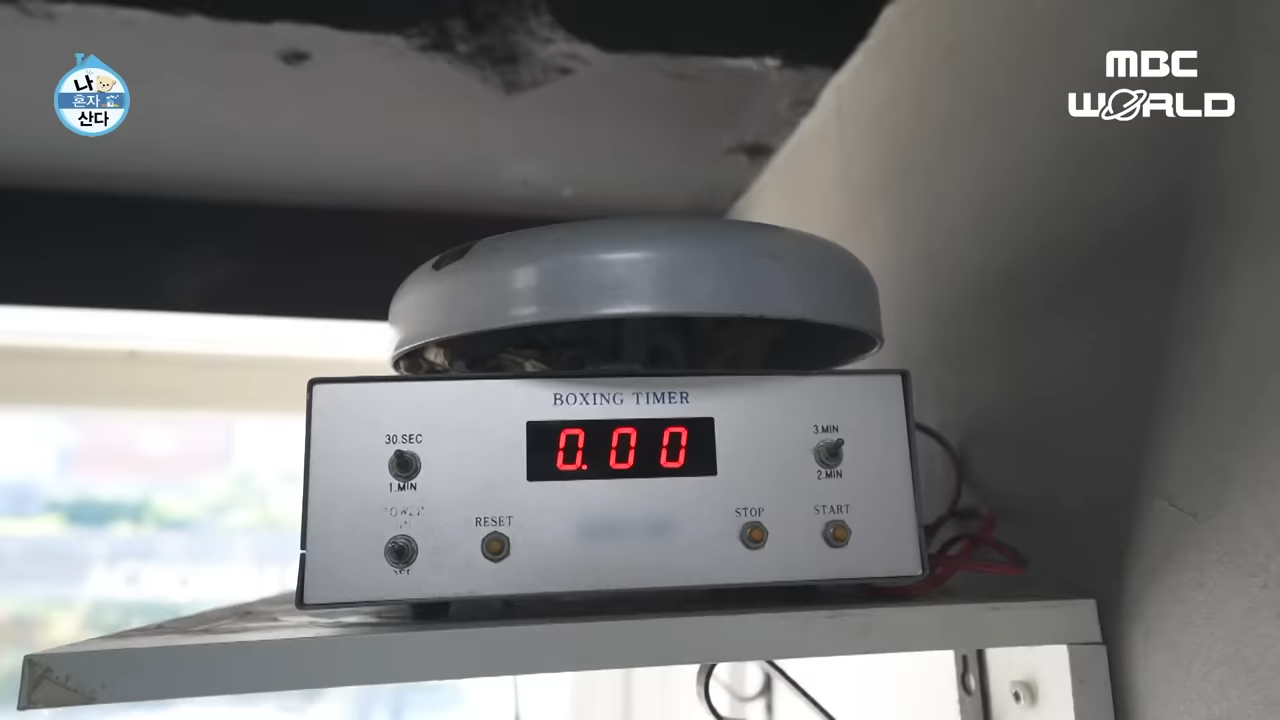 나
혼자
산다
MBC
WORLD
BOXING TIMER
0.00
30.SEC
1.MIN
3.MIN
2.MIN
POWER
RESET
STOP
START